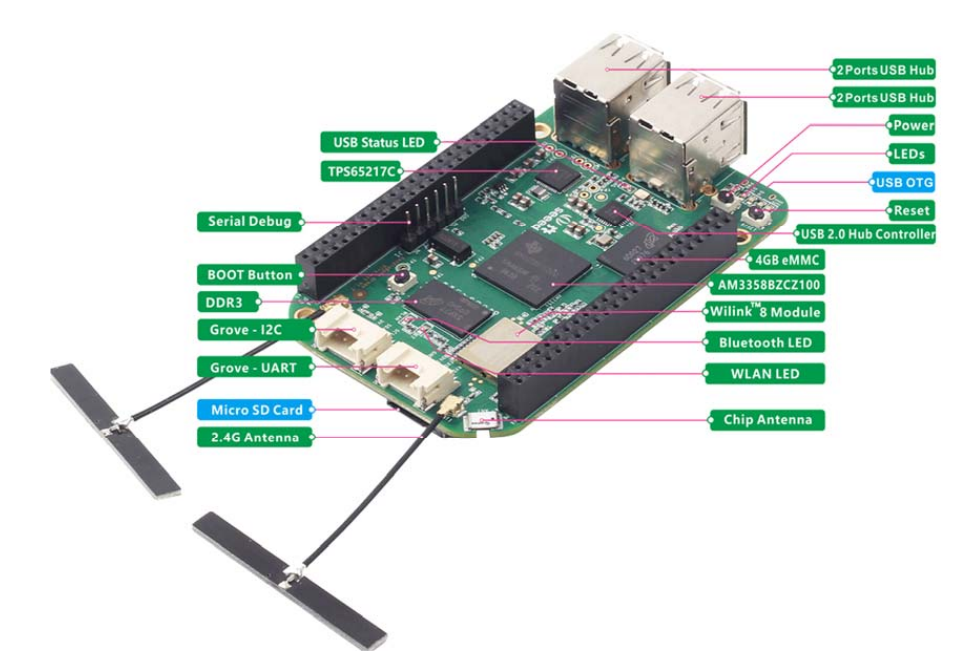 2 Ports USB Hub
2 Ports USB Hub
Power
LEDs
USB OTG
Reset
USB 2.0 Hub Controller
4GB eMMC
AM3358BZCZ100
Wilink™ 8 Module
Bluetooth LED
WLAN LED
Chip Antenna
USB Status LED
TPS65217C
Serial Debug
BOOT Button
DDR3
Grove - I2C
Grove - UART
Micro SD Card
2.4G Antenna